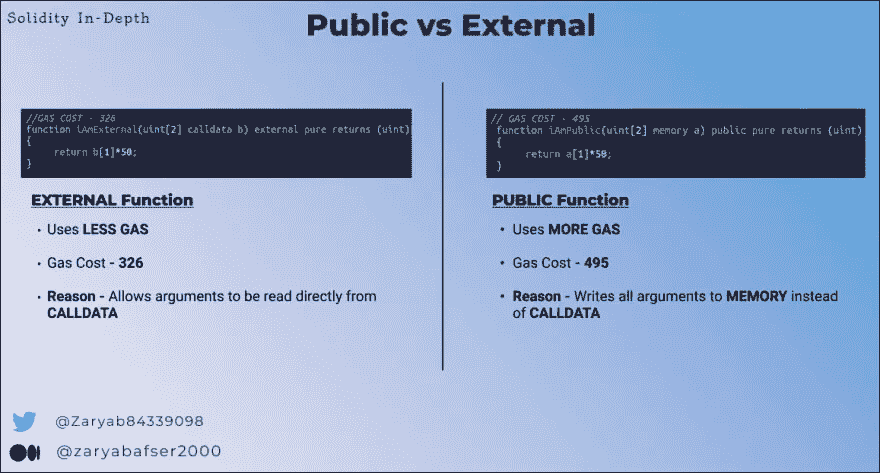 Solidity In-Depth
Public vs External
//GAS COST - 326
function iAmExternal(uint[2] calldata b) external pure returns (uint)
{
return b[1]*50;
}
EXTERNAL Function
• Uses LESS GAS
• Gas Cost - 326
• Reason - Allows arguments to be read directly from
CALLDATA
// GAS COST - 495
function iAmPublic(uint[2] memory a) public pure returns (uint)
{
return a[1]*50;
}
PUBLIC Function
• Uses MORE GAS
• Gas Cost - 495
• Reason - Writes all arguments to MEMORY instead
of CALLDATA
@Zaryab84339098
@zaryabafser2000